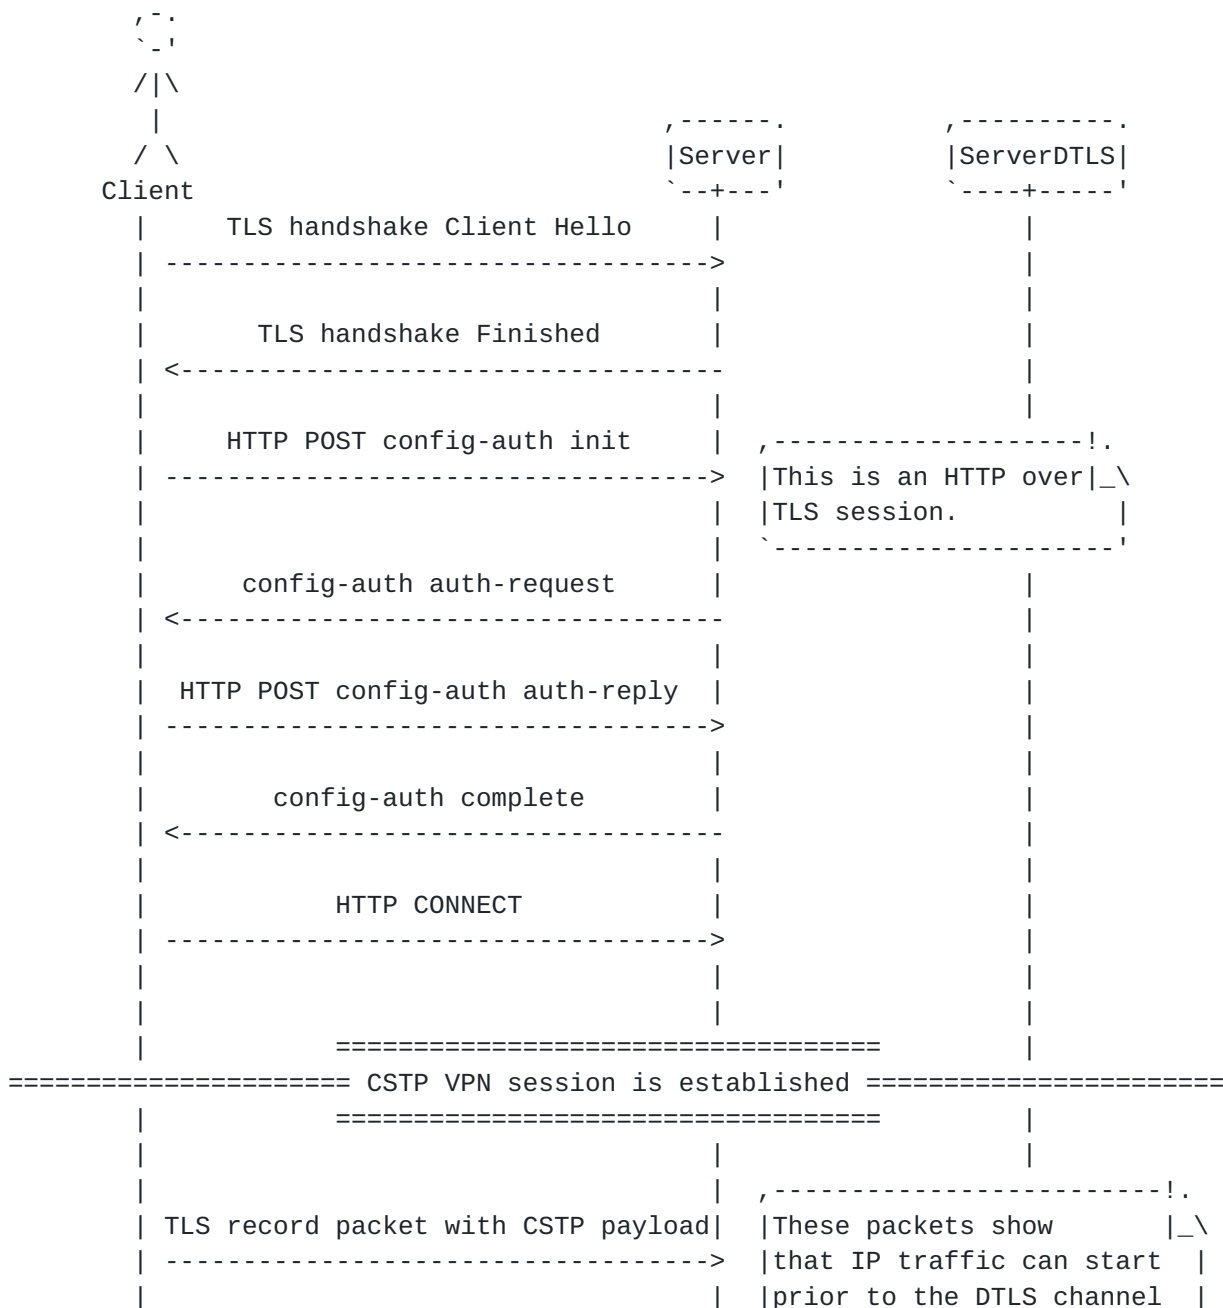 Server ServerDTLS
Client
TLS handshake Client Hello
TLS handshake Finished
HTTP POST config-auth init
This is an HTTP over
TLS session.
config-auth auth-request
HTTP POST config-auth auth-reply
config-auth complete
HTTP CONNECT
CSTP VPN session is established
TLS record packet with CSTP payload These packets show
that IP traffic can start
prior to the DTLS channel